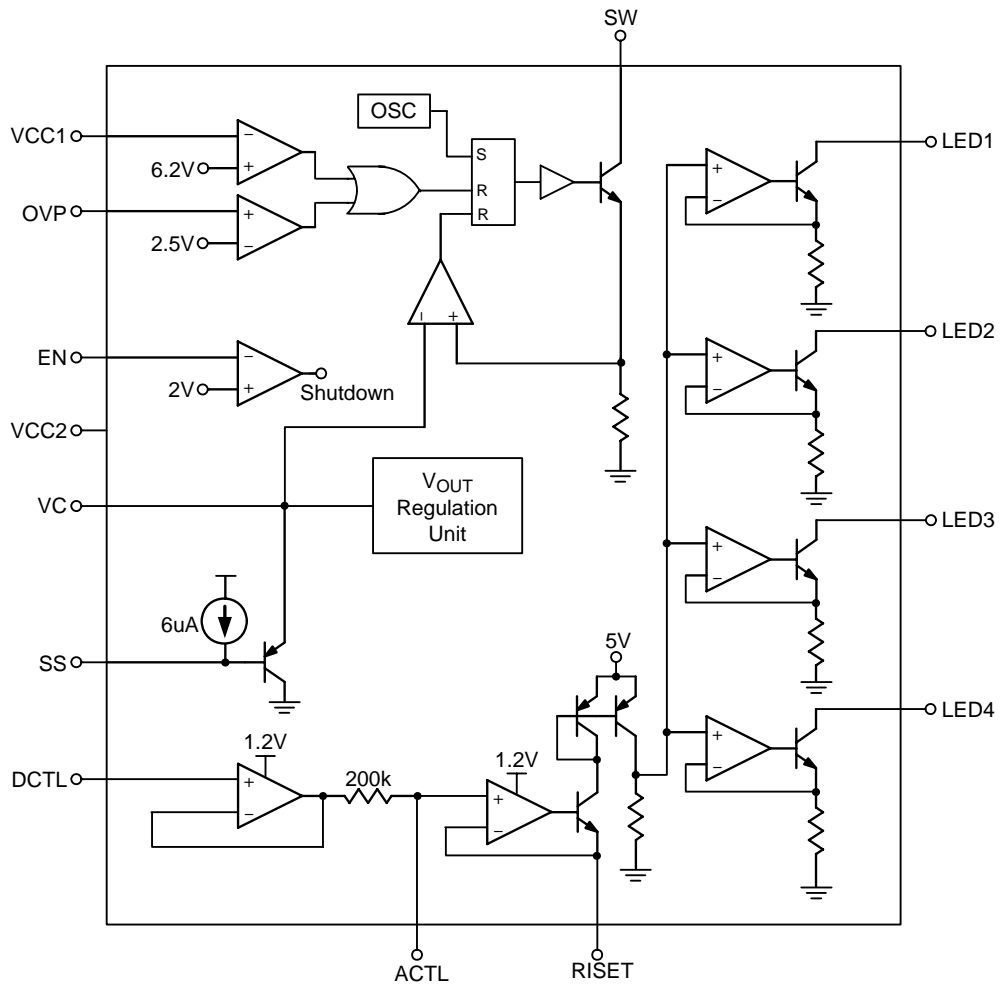 SW
OSC
VCC1
−
+
6.2V
S
R
R
OVP
+
−
2.5V
+
−
LED1
− +
EN
−
+
2V
Shutdown
+
−
LED2
VCC2
VC
VOUT
Regulation
Unit
+
−
LED3
6uA
SS
5V
+
−
LED4
DCTL
1.2V
+
−
200k
1.2V
+
−
ACTL
RISET